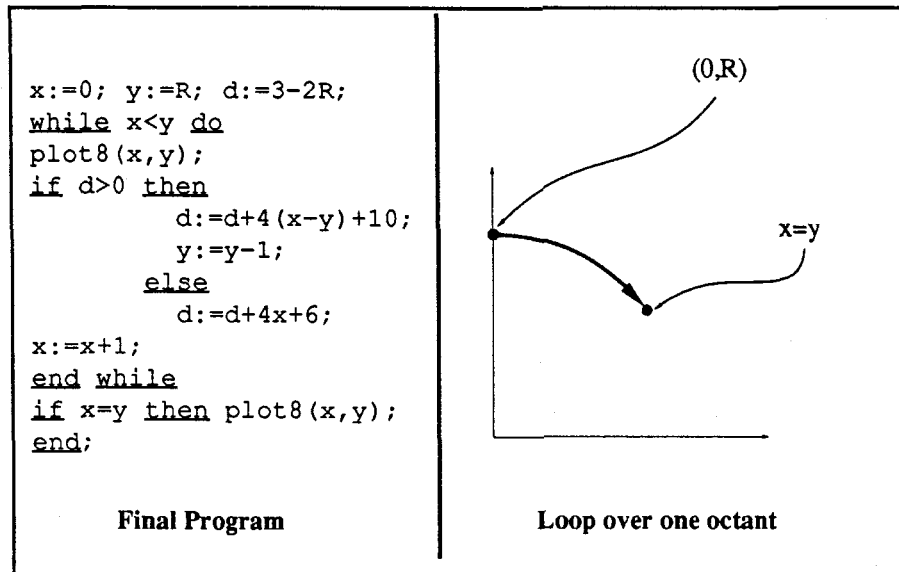 x:=0; y:=R; d:=3-2R;
while x<y do
plot8(x,y);
if d>0 then
d:=d+4(x-y)+10;
y:=y-1;
else
d:=d+4x+6;
x:=x+1;
end while
if x=y then plot8(x,y);
end;
Final Program
(0,R)
x=y
Loop over one octant